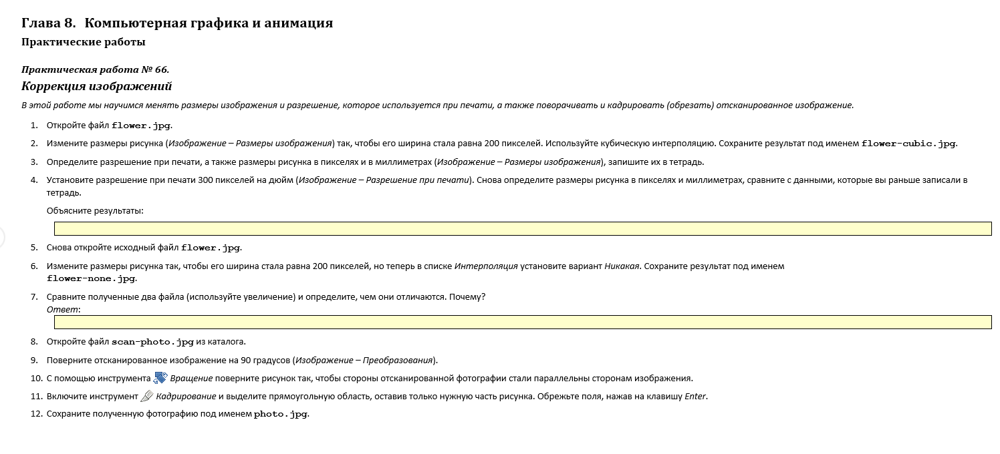 Глава 8. Компьютерная графика и анимация
Практические работы
Практическая работа № 66.
Коррекция изображений
В этой работе мы научимся менять размеры изображения и разрешение, которое используется при печати, а также поворачивать и кадрировать (обрезать) отсканированное изображение.
1. Откройте файл flower.jpg.
2. Измените размеры рисунка (Изображение – Размеры изображения) так, чтобы его ширина стала равна 200 пикселей. Используйте кубическую интерполяцию. Сохраните результат под именем flower-cubic.jpg.
3. Определите разрешение при печати, а также размеры рисунка в пикселях и в миллиметрах (Изображение – Размеры изображения), запишите их в тетрадь.
4. Установите разрешение при печати 300 пикселей на дюйм (Изображение – Разрешение при печати). Снова определите размеры рисунка в пикселях и миллиметрах, сравните с данными, которые вы раньше записали в
тетрадь.
Объясните результаты:
5. Снова откройте исходный файл flower.jpg.
6. Измените размеры рисунка так, чтобы его ширина стала равна 200 пикселей, но теперь в списке Интерполяция установите вариант Никакая. Сохраните результат под именем
flower-none.jpg.
7. Сравните полученные два файла (используйте увеличение) и определите, чем они отличаются. Почему?
Ответ:
8. Откройте файл scan-photo.jpg из каталога.
9. Поверните отсканированное изображение на 90 градусов (Изображение – Преобразования).
10. С помощью инструмента Вращение поверните рисунок так, чтобы стороны отсканированной фотографии стали параллельны сторонам изображения.
11. Включите инструмент Кадрирование и выделите прямоугольную область, оставив только нужную часть рисунка. Обрежьте поля, нажав на клавишу Enter.
12. Сохраните полученную фотографию под именем photo.jpg.